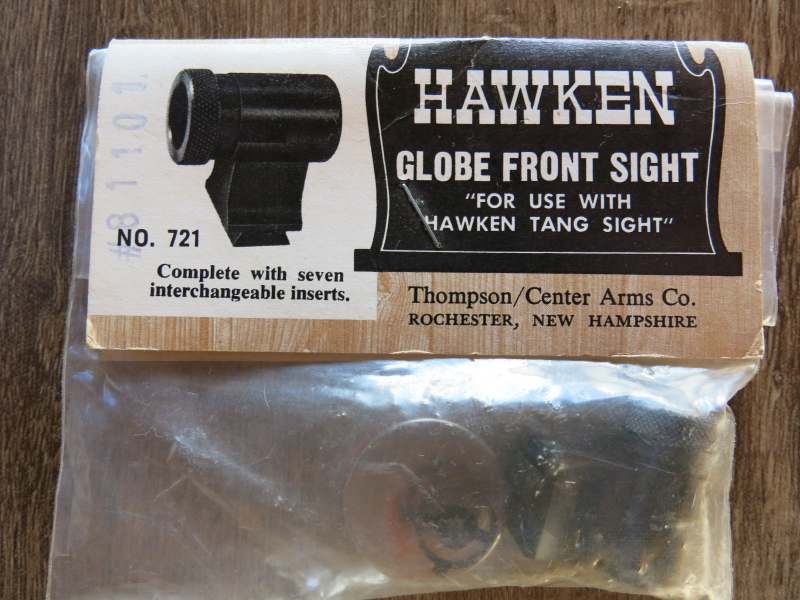 HAWKEN
GLOBE FRONT SIGHT
"FOR USE WITH
HAWKEN TANG SIGHT"
#81101
NO. 721
Complete with seven
interchangeable inserts.
Thompson/Center Arms Co.
ROCHESTER, NEW HAMPSHIRE